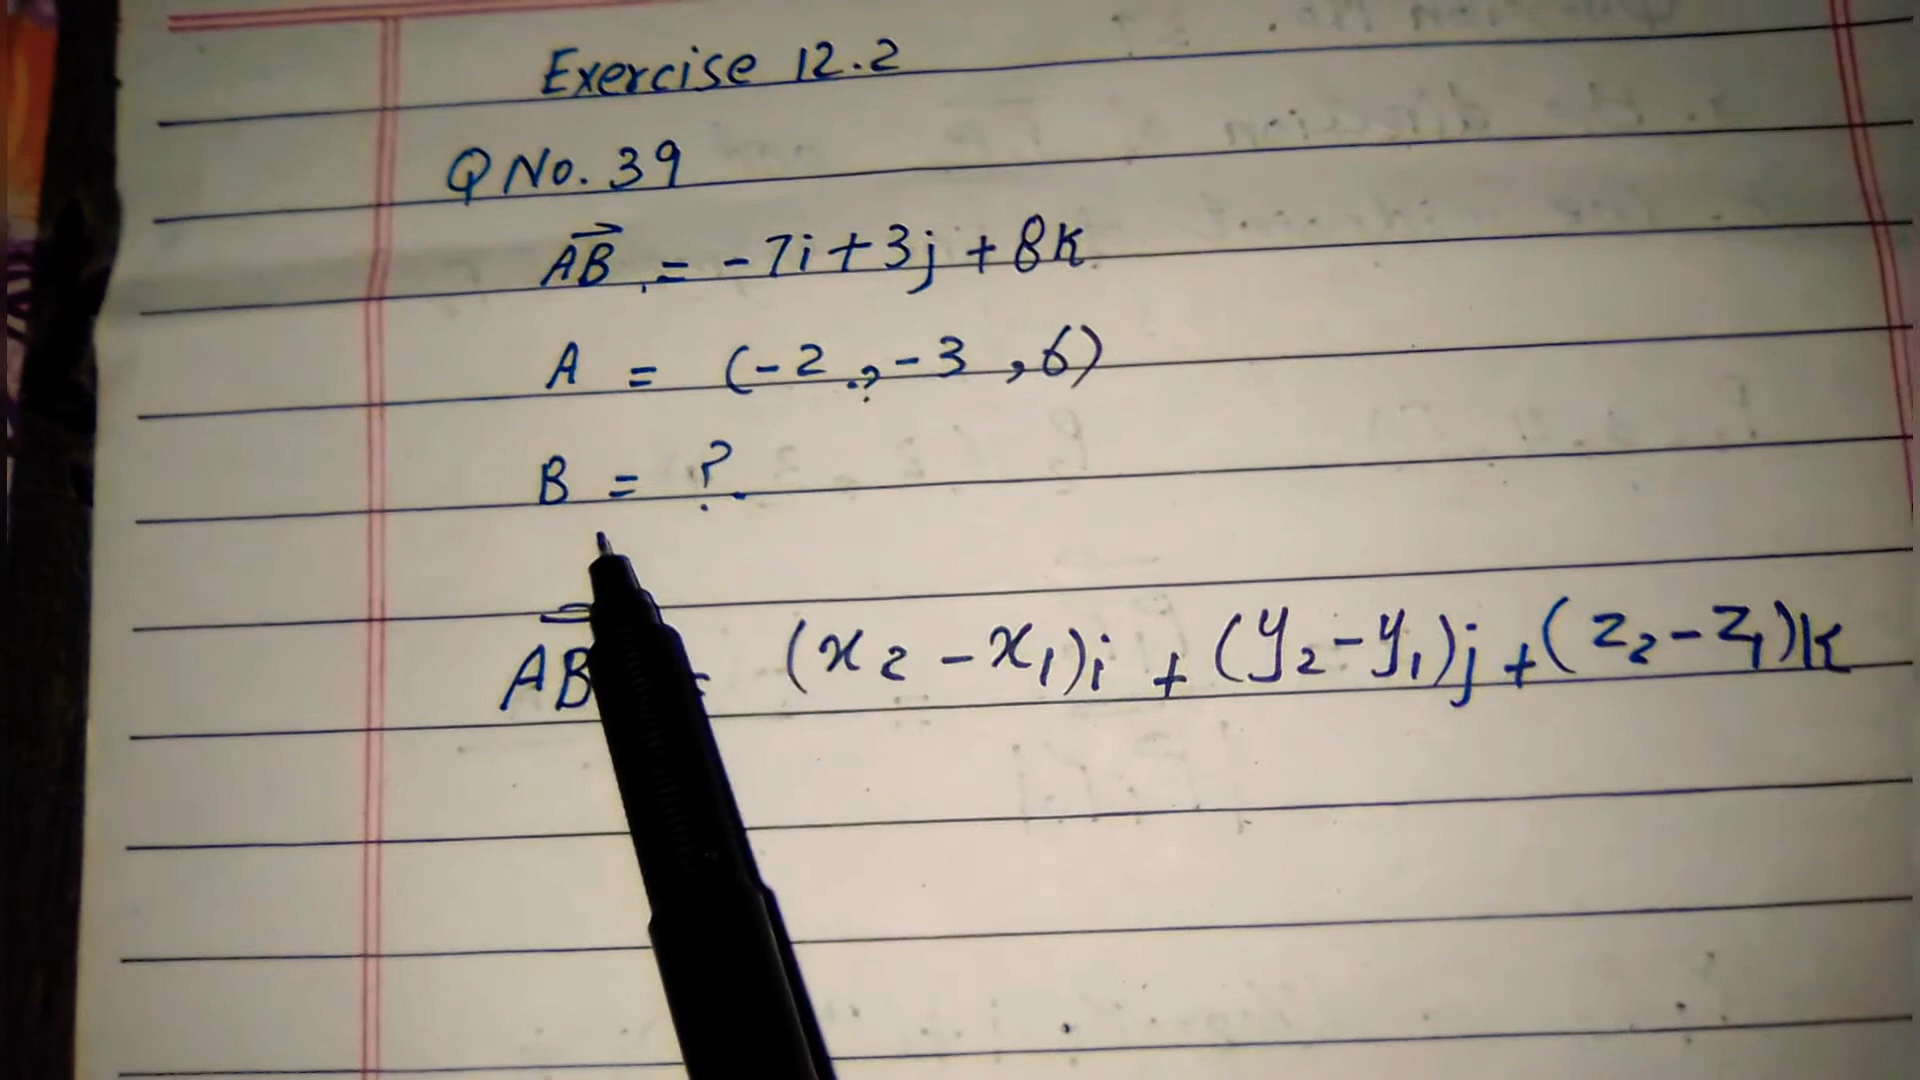 Exercise 12.2
Q No. 39
AB = -7i+3j+8k
A = (-2,-3,6)
B = ?
AB = (x2-x1)i + (y2-y1)j+(z2-z1)k